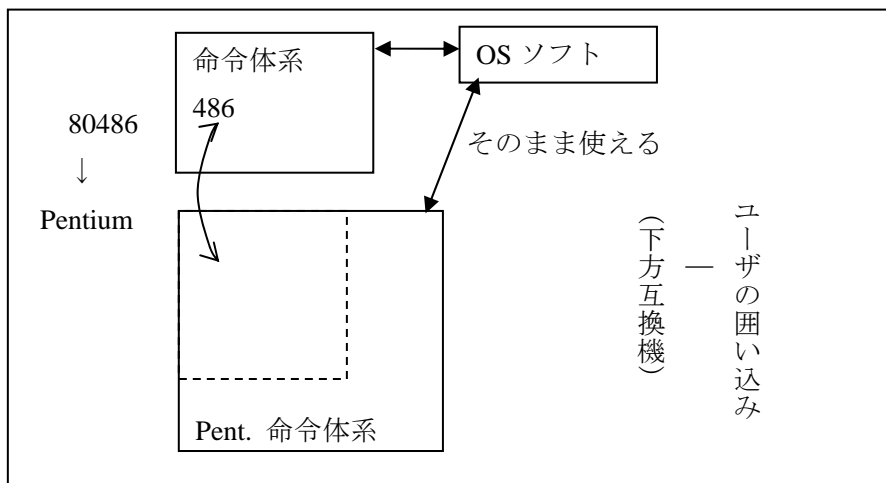 命令体系
486
OS ソフト
80486
↓
Pentium
そのまま使える
Pent. 命令体系
ユーザの囲い込み
―
(下方互換機)